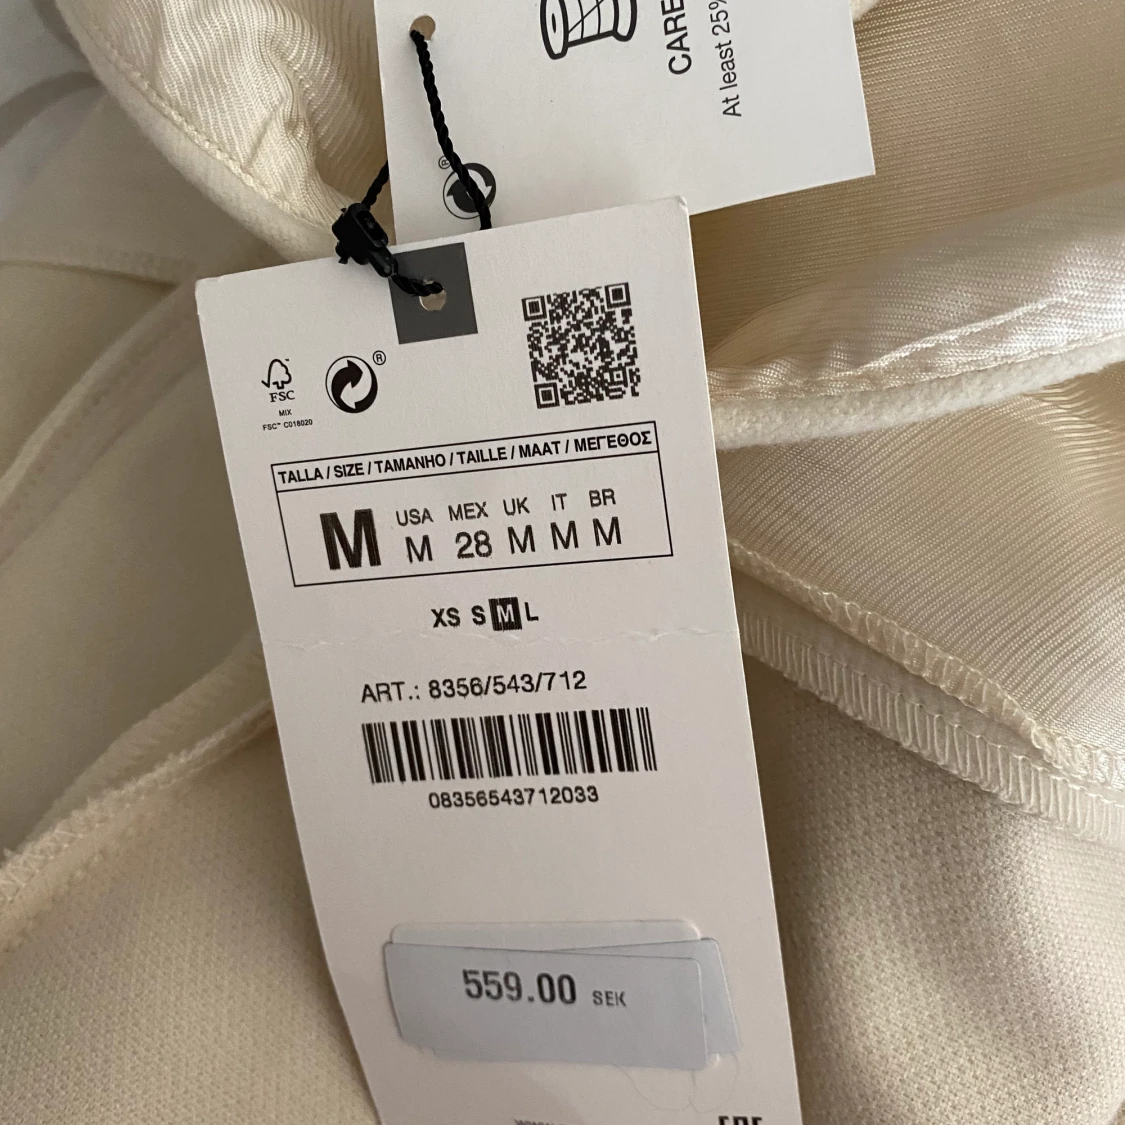 CARE
At least 25%
®
®
FSC
MIX
FSC™ C018020
TALLA / SIZE / TAMANHO / TAILLE / MAAT / ΜΕΓΕΘΟΣ
M USA MEX UK IT BR
M 28 M M M
XS S M L
ART.: 8356/543/712
08356543712033
559.00 SEK